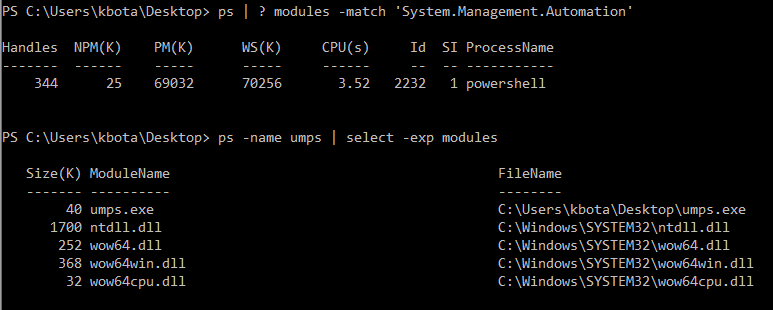 PS C:\Users\kbota\Desktop> ps | ? modules -match 'System.Management.Automation'
Handles  NPM(K)    PM(K)      WS(K)     CPU(s)     Id  SI ProcessName
-------  ------    -----      -----     ------     --  -- -----------
    344      25    69032      70256       3.52   2232   1 powershell
PS C:\Users\kbota\Desktop> ps -name umps | select -exp modules
   Size(K) ModuleName                                         FileName
   ------- ----------                                         --------
        40 umps.exe                                           C:\Users\kbota\Desktop\umps.exe
      1700 ntdll.dll                                          C:\Windows\SYSTEM32\ntdll.dll
       252 wow64.dll                                          C:\Windows\SYSTEM32\wow64.dll
       368 wow64win.dll                                       C:\Windows\SYSTEM32\wow64win.dll
        32 wow64cpu.dll                                       C:\Windows\SYSTEM32\wow64cpu.dll